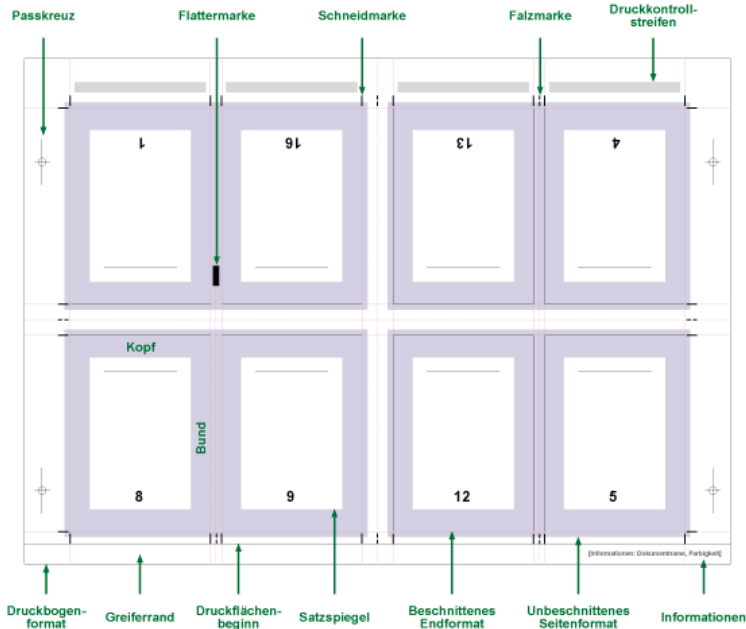 Passkreuz
Flattermarke
Schneidmarke
Falzmarke
Druckkontroll-
streifen
1
16
13
4
Kopf
Bund
8
9
12
5
[Informationen: Dokumentname, Farbigkeit]
Druckbogen-
format
Greiferrand
Druckflächen-
beginn
Satzspiegel
Beschnittenes
Endformat
Unbeschnittenes
Seitenformat
Informationen